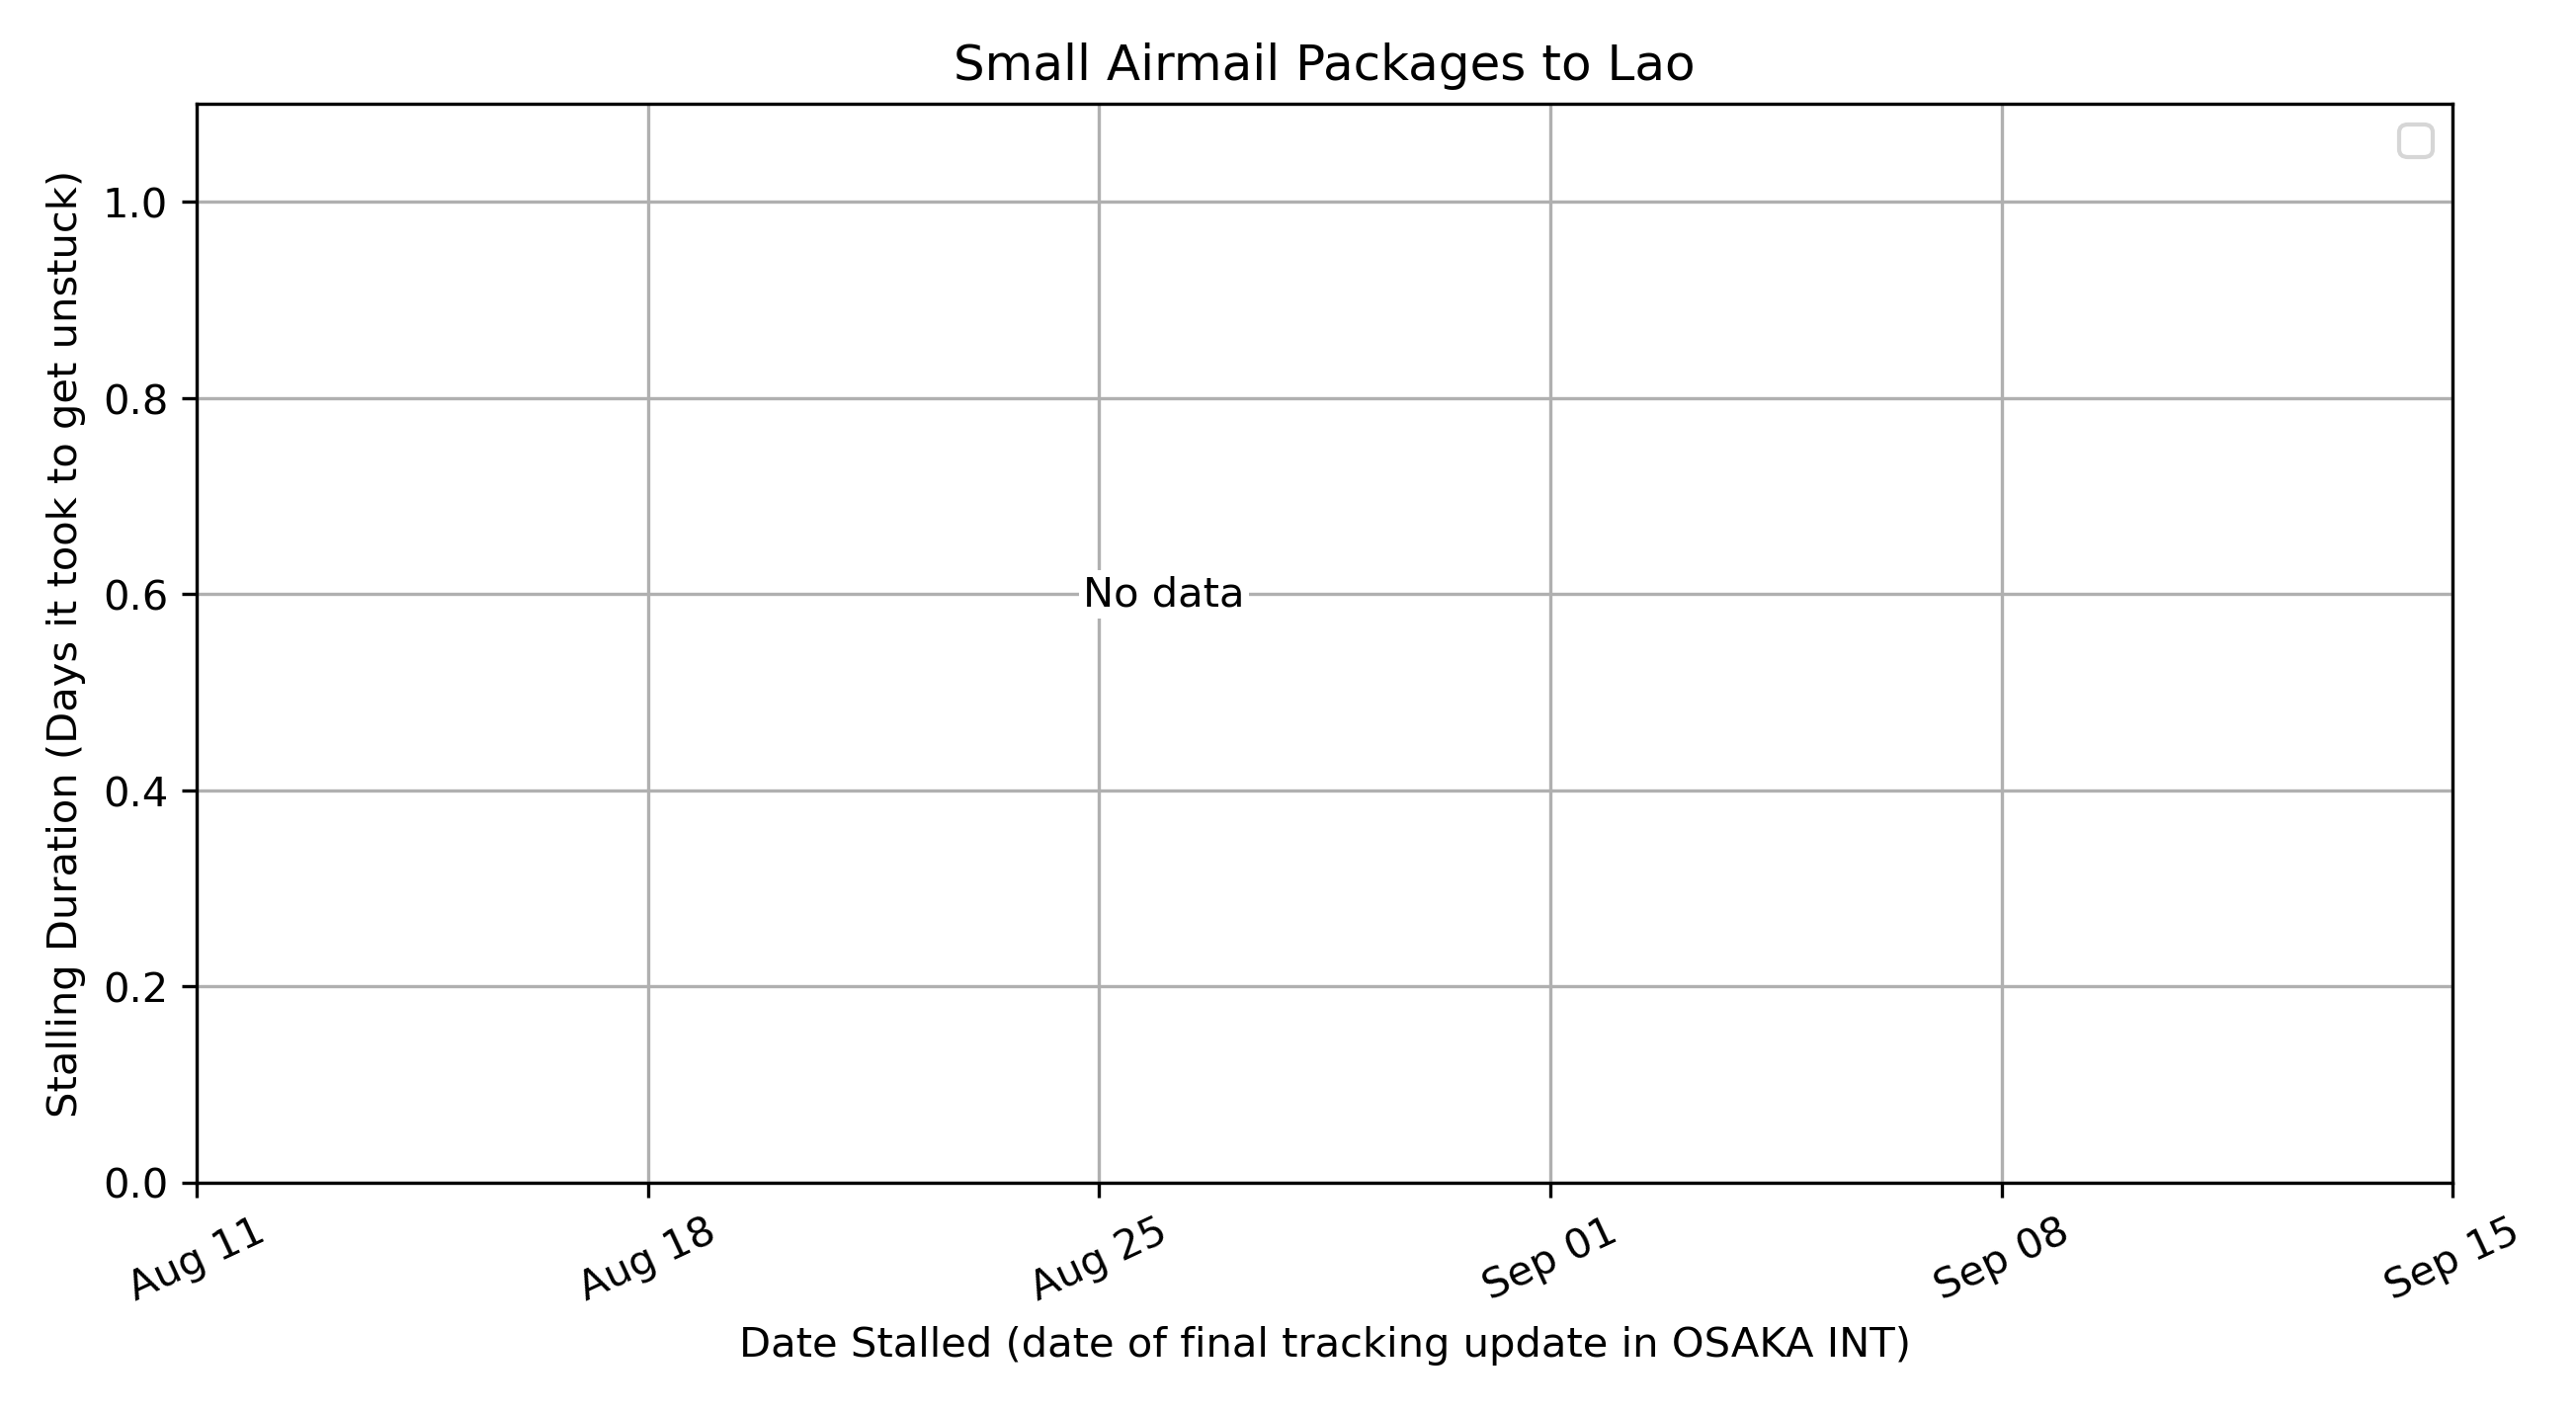 Small Airmail Packages to Lao
Stalling Duration (Days it took to get unstuck)
1.0
0.8
0.6
0.4
0.2
0.0
No data
Aug 11
Aug 18
Aug 25
Sep 01
Sep 08
Sep 15
Date Stalled (date of final tracking update in OSAKA INT)